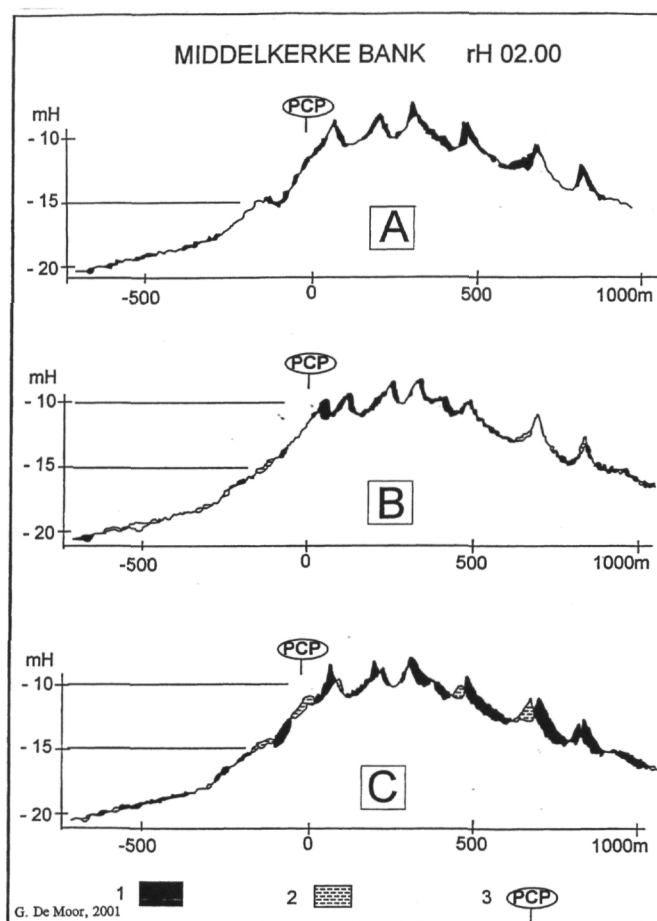 MIDDELKERKE BANK rH 02.00
PCP
mH
- 10
- 15
- 20
A
-500 0 500 1000m
PCP
mH
- 10
- 15
- 20
B
-500 0 500 1000m
PCP
mH
- 10
- 15
- 20
C
-500 0 500 1000m
1 2 3 PCP
G. De Moor, 2001